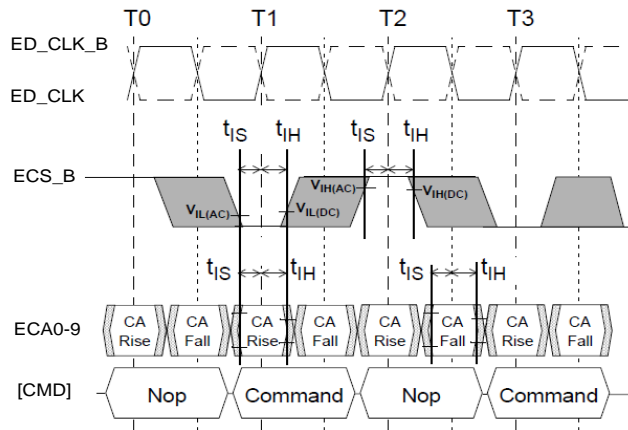 T0 T1 T2 T3
ED_CLK_B
ED_CLK
tIS tIH tIS tIH
ECS_B
VIH(AC) VIH(DC)
VIL(AC) VIL(DC)
tIS tIH tIS tIH
ECA0-9
CA Rise CA Fall CA Rise CA Fall CA Rise CA Fall CA Rise CA Fall
[CMD]
Nop Command Nop Command